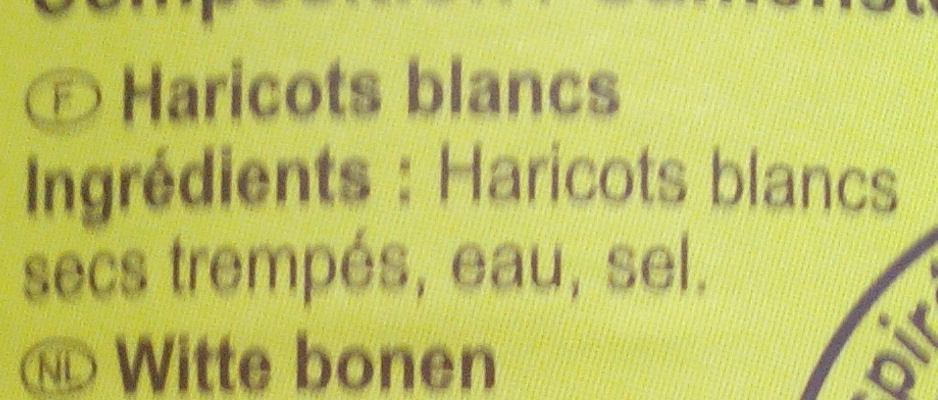 F Haricots blancs
Ingrédients : Haricots blancs
secs trempés, eau, sel.
NL Witte bonen